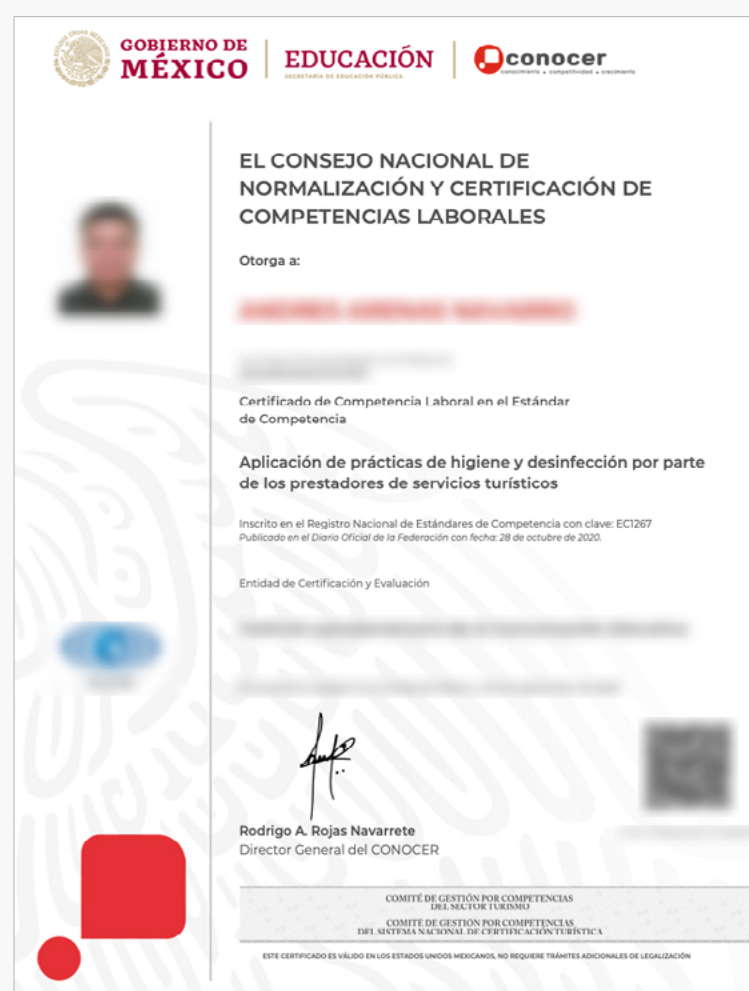 GOBIERNO DE
MÉXICO
EDUCACIÓN
SECRETARÍA DE EDUCACIÓN PÚBLICA
conocer
conocimiento • competitividad • crecimiento
EL CONSEJO NACIONAL DE
NORMALIZACIÓN Y CERTIFICACIÓN DE
COMPETENCIAS LABORALES
Otorga a:
Certificado de Competencia Laboral en el Estándar
de Competencia
Aplicación de prácticas de higiene y desinfección por parte
de los prestadores de servicios turísticos
Inscrito en el Registro Nacional de Estándares de Competencia con clave: EC1267
Publicado en el Diario Oficial de la Federación con fecha: 28 de octubre de 2020.
Entidad de Certificación y Evaluación
Rodrigo A. Rojas Navarrete
Director General del CONOCER
COMITÉ DE GESTIÓN POR COMPETENCIAS
DEL SECTOR TURISMO
COMITÉ DE GESTIÓN POR COMPETENCIAS
DEL SISTEMA NACIONAL DE CERTIFICACIÓN TURÍSTICA
ESTE CERTIFICADO ES VÁLIDO EN LOS ESTADOS UNIDOS MEXICANOS, NO REQUIERE TRÁMITES ADICIONALES DE LEGALIZACIÓN